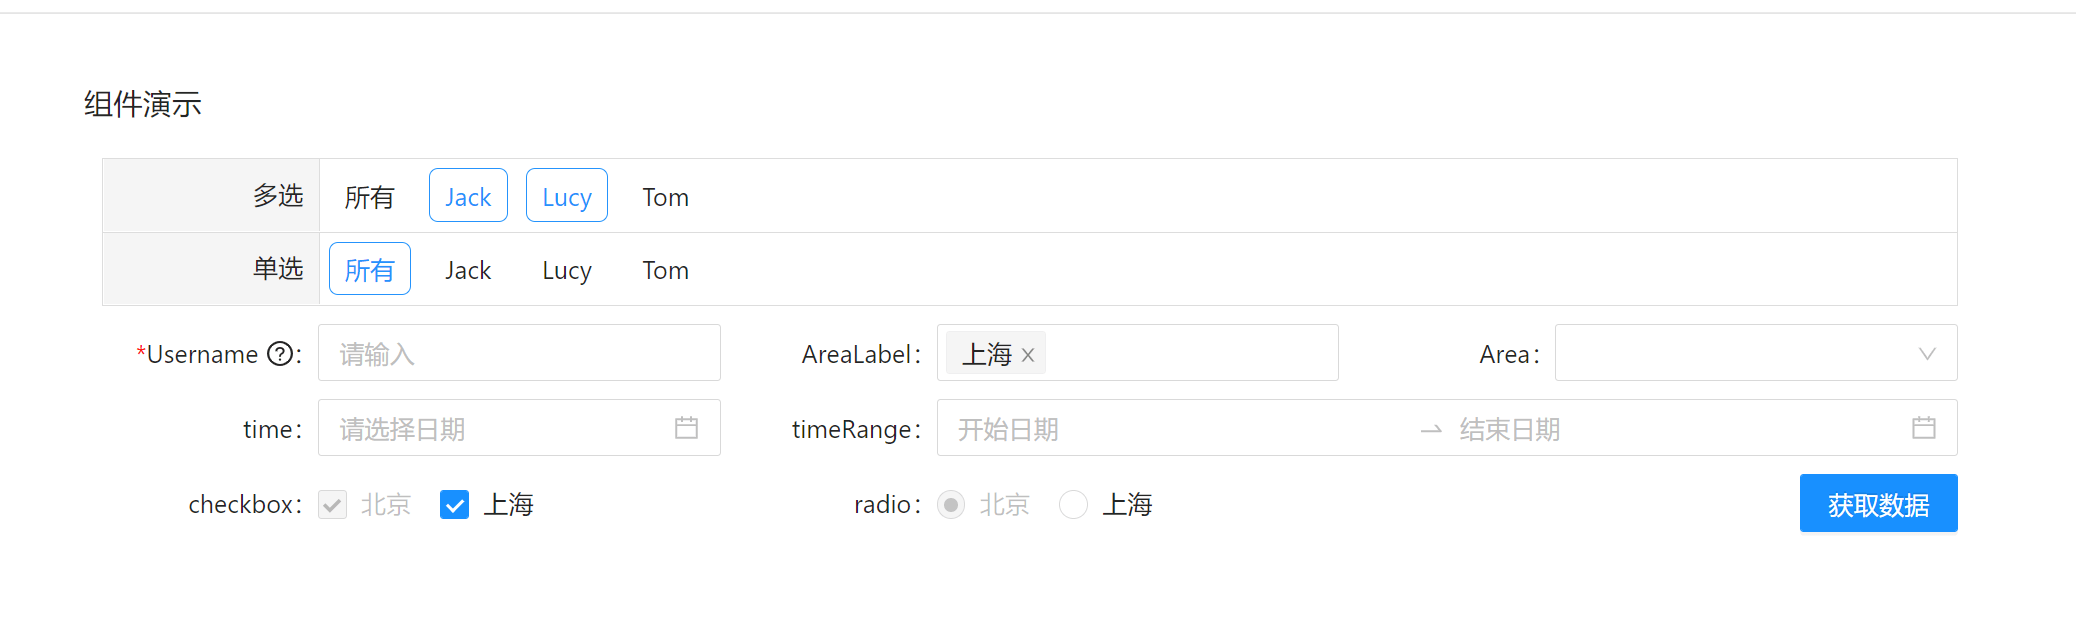 组件演示
多选 所有 Jack Lucy Tom
单选 所有 Jack Lucy Tom
*Username ?: 请输入 AreaLabel: 上海 × Area:
time: 请选择日期 timeRange: 开始日期 → 结束日期
checkbox: 北京 上海 radio: 北京 上海 获取数据